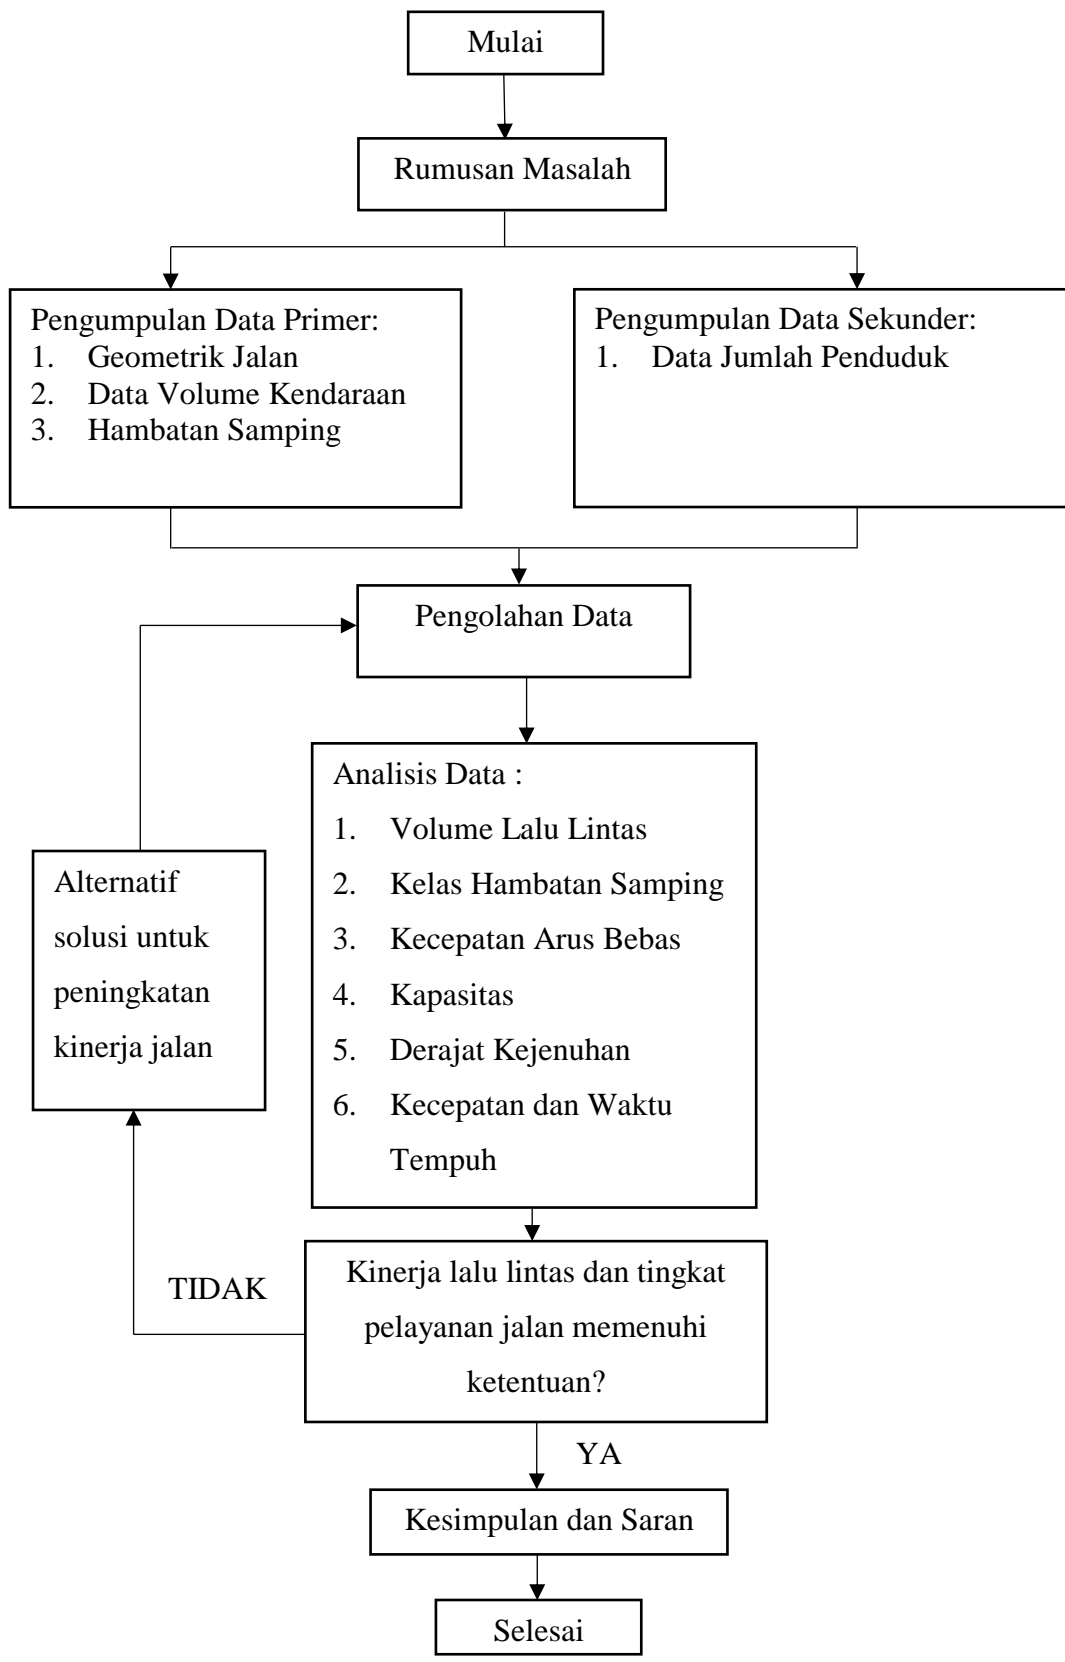 Mulai
Rumusan Masalah
Pengumpulan Data Primer:
1. Geometrik Jalan
2. Data Volume Kendaraan
3. Hambatan Samping
Pengumpulan Data Sekunder:
1. Data Jumlah Penduduk
Pengolahan Data
Analisis Data :
1. Volume Lalu Lintas
2. Kelas Hambatan Samping
3. Kecepatan Arus Bebas
4. Kapasitas
5. Derajat Kejenuhan
6. Kecepatan dan Waktu
Tempuh
Alternatif
solusi untuk
peningkatan
kinerja jalan
Kinerja lalu lintas dan tingkat
pelayanan jalan memenuhi
ketentuan?
TIDAK
YA
Kesimpulan dan Saran
Selesai